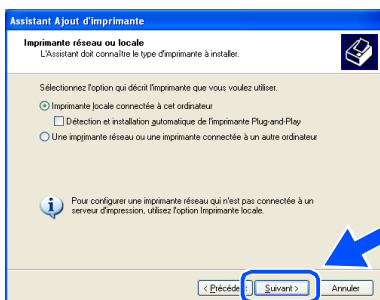 Assistant Ajout d'imprimante
Imprimante réseau ou locale
L'Assistant doit connaître le type d'imprimante à installer.
Sélectionnez l'option qui décrit l'imprimante que vous voulez utiliser.
Imprimante locale connectée à cet ordinateur
Détection et installation automatique de l'imprimante Plug-and-Play
Une imprimante réseau ou une imprimante connectée à un autre ordinateur
Pour configurer une imprimante réseau qui n'est pas connectée à un
serveur d'impression, utilisez l'option Imprimante locale.
< Précéde Suivant > Annuler